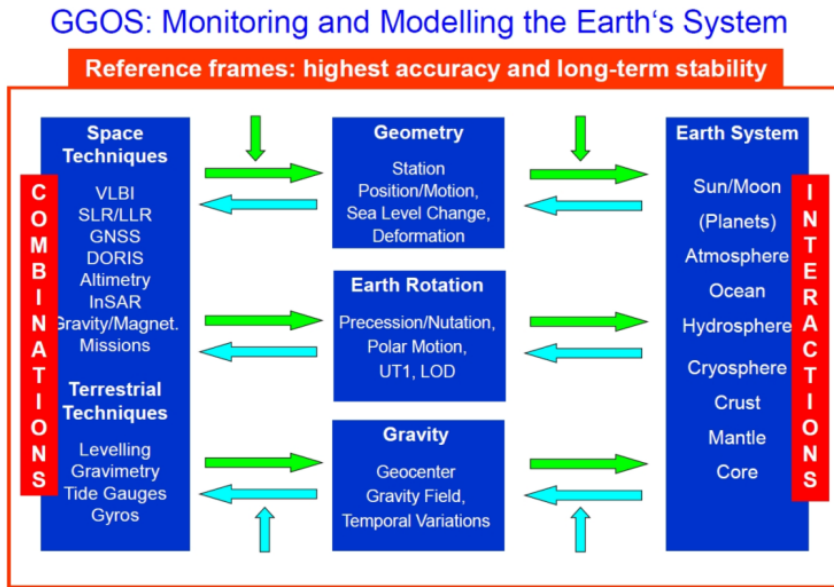 GGOS: Monitoring and Modelling the Earth‘s System
Reference frames: highest accuracy and long-term stability
COMBINATIONS
Space
Techniques
VLBI
SLR/LLR
GNSS
DORIS
Altimetry
InSAR
Gravity/Magnet.
Missions
Terrestrial
Techniques
Levelling
Gravimetry
Tide Gauges
Gyros
Geometry
Station
Position/Motion,
Sea Level Change,
Deformation
Earth Rotation
Precession/Nutation,
Polar Motion,
UT1, LOD
Gravity
Geocenter
Gravity Field,
Temporal Variations
Earth System
Sun/Moon
(Planets)
Atmosphere
Ocean
Hydrosphere
Cryosphere
Crust
Mantle
Core
INTERACTIONS